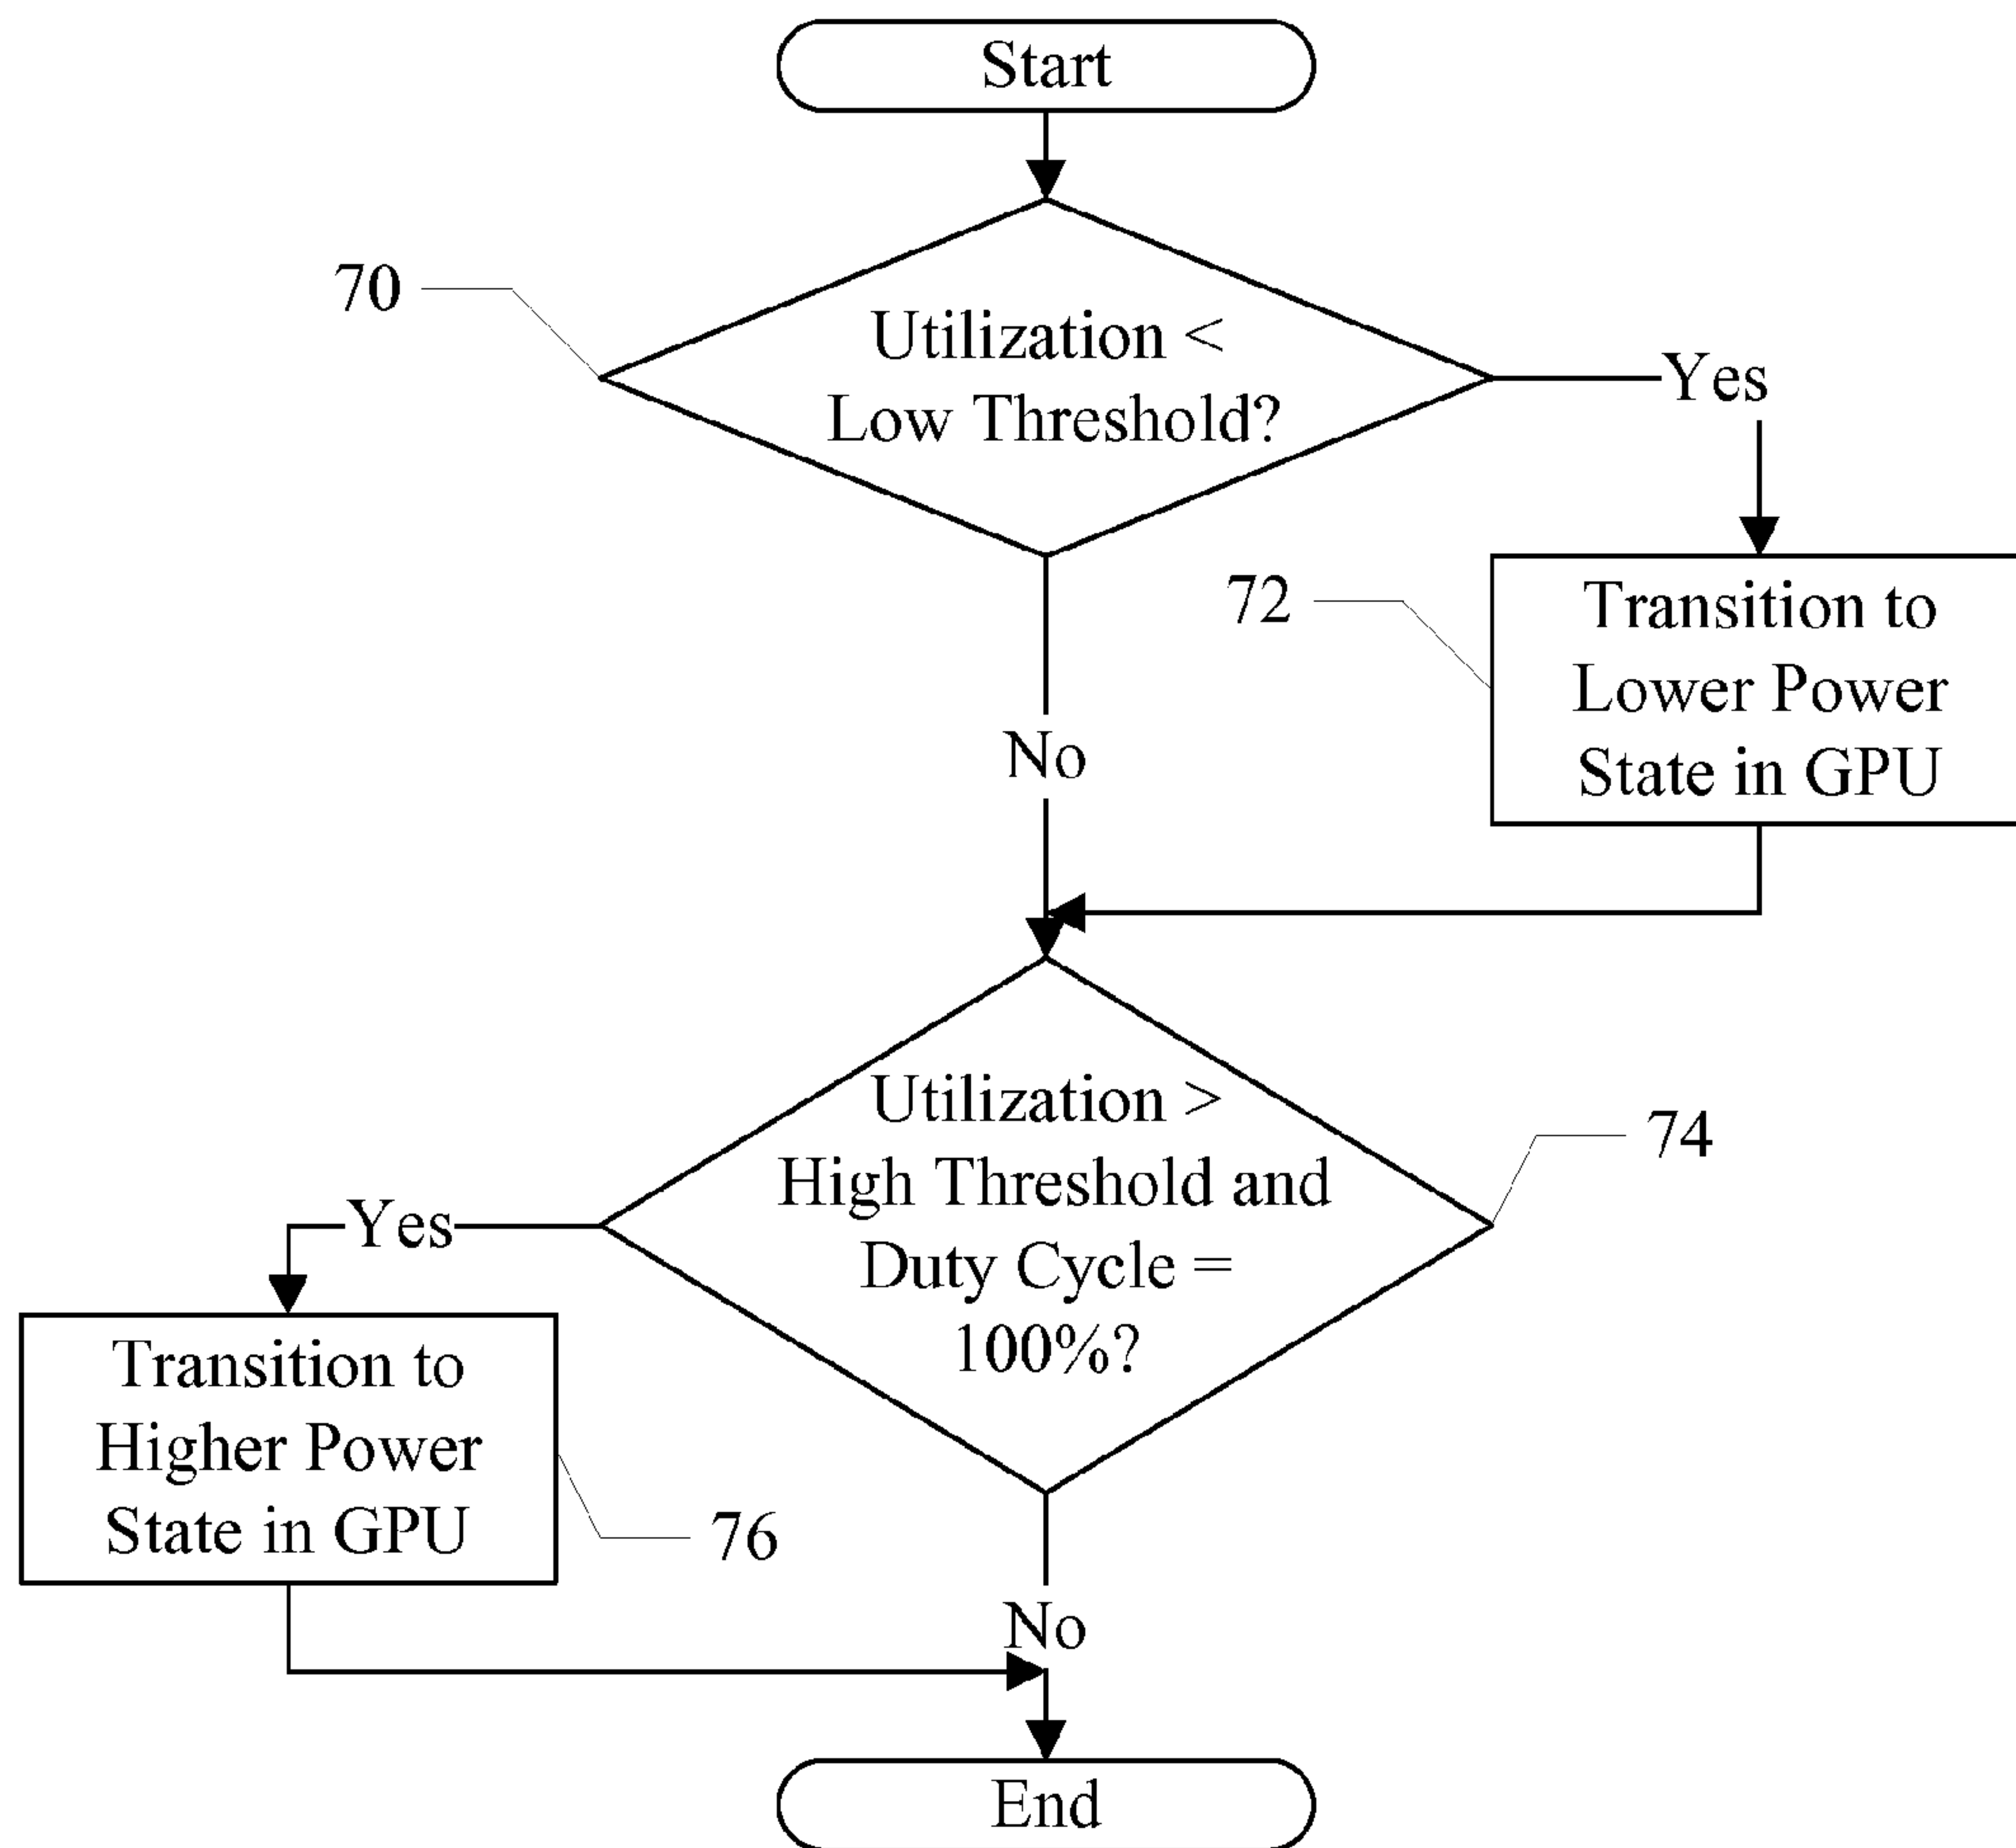 Start
70
Utilization <
Low Threshold?
Yes
72
Transition to
Lower Power
State in GPU
No
Utilization >
High Threshold and
Duty Cycle =
100%?
74
Yes
Transition to
Higher Power
State in GPU
76
No
End